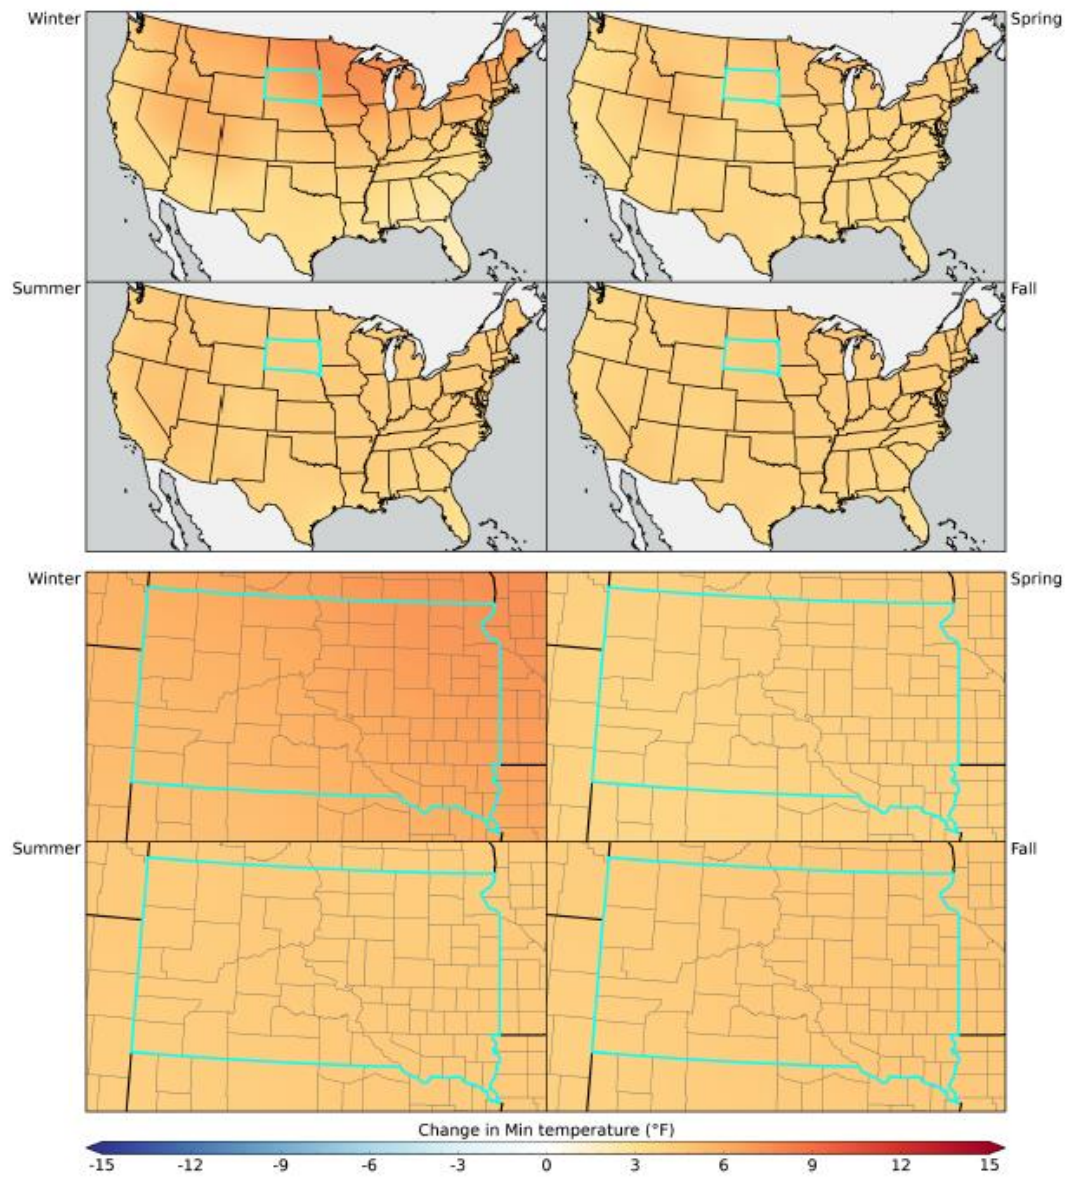 Winter
Spring
Summer
Fall
Winter
Spring
Summer
Fall
Change in Min temperature (°F)
-15 -12 -9 -6 -3 0 3 6 9 12 15